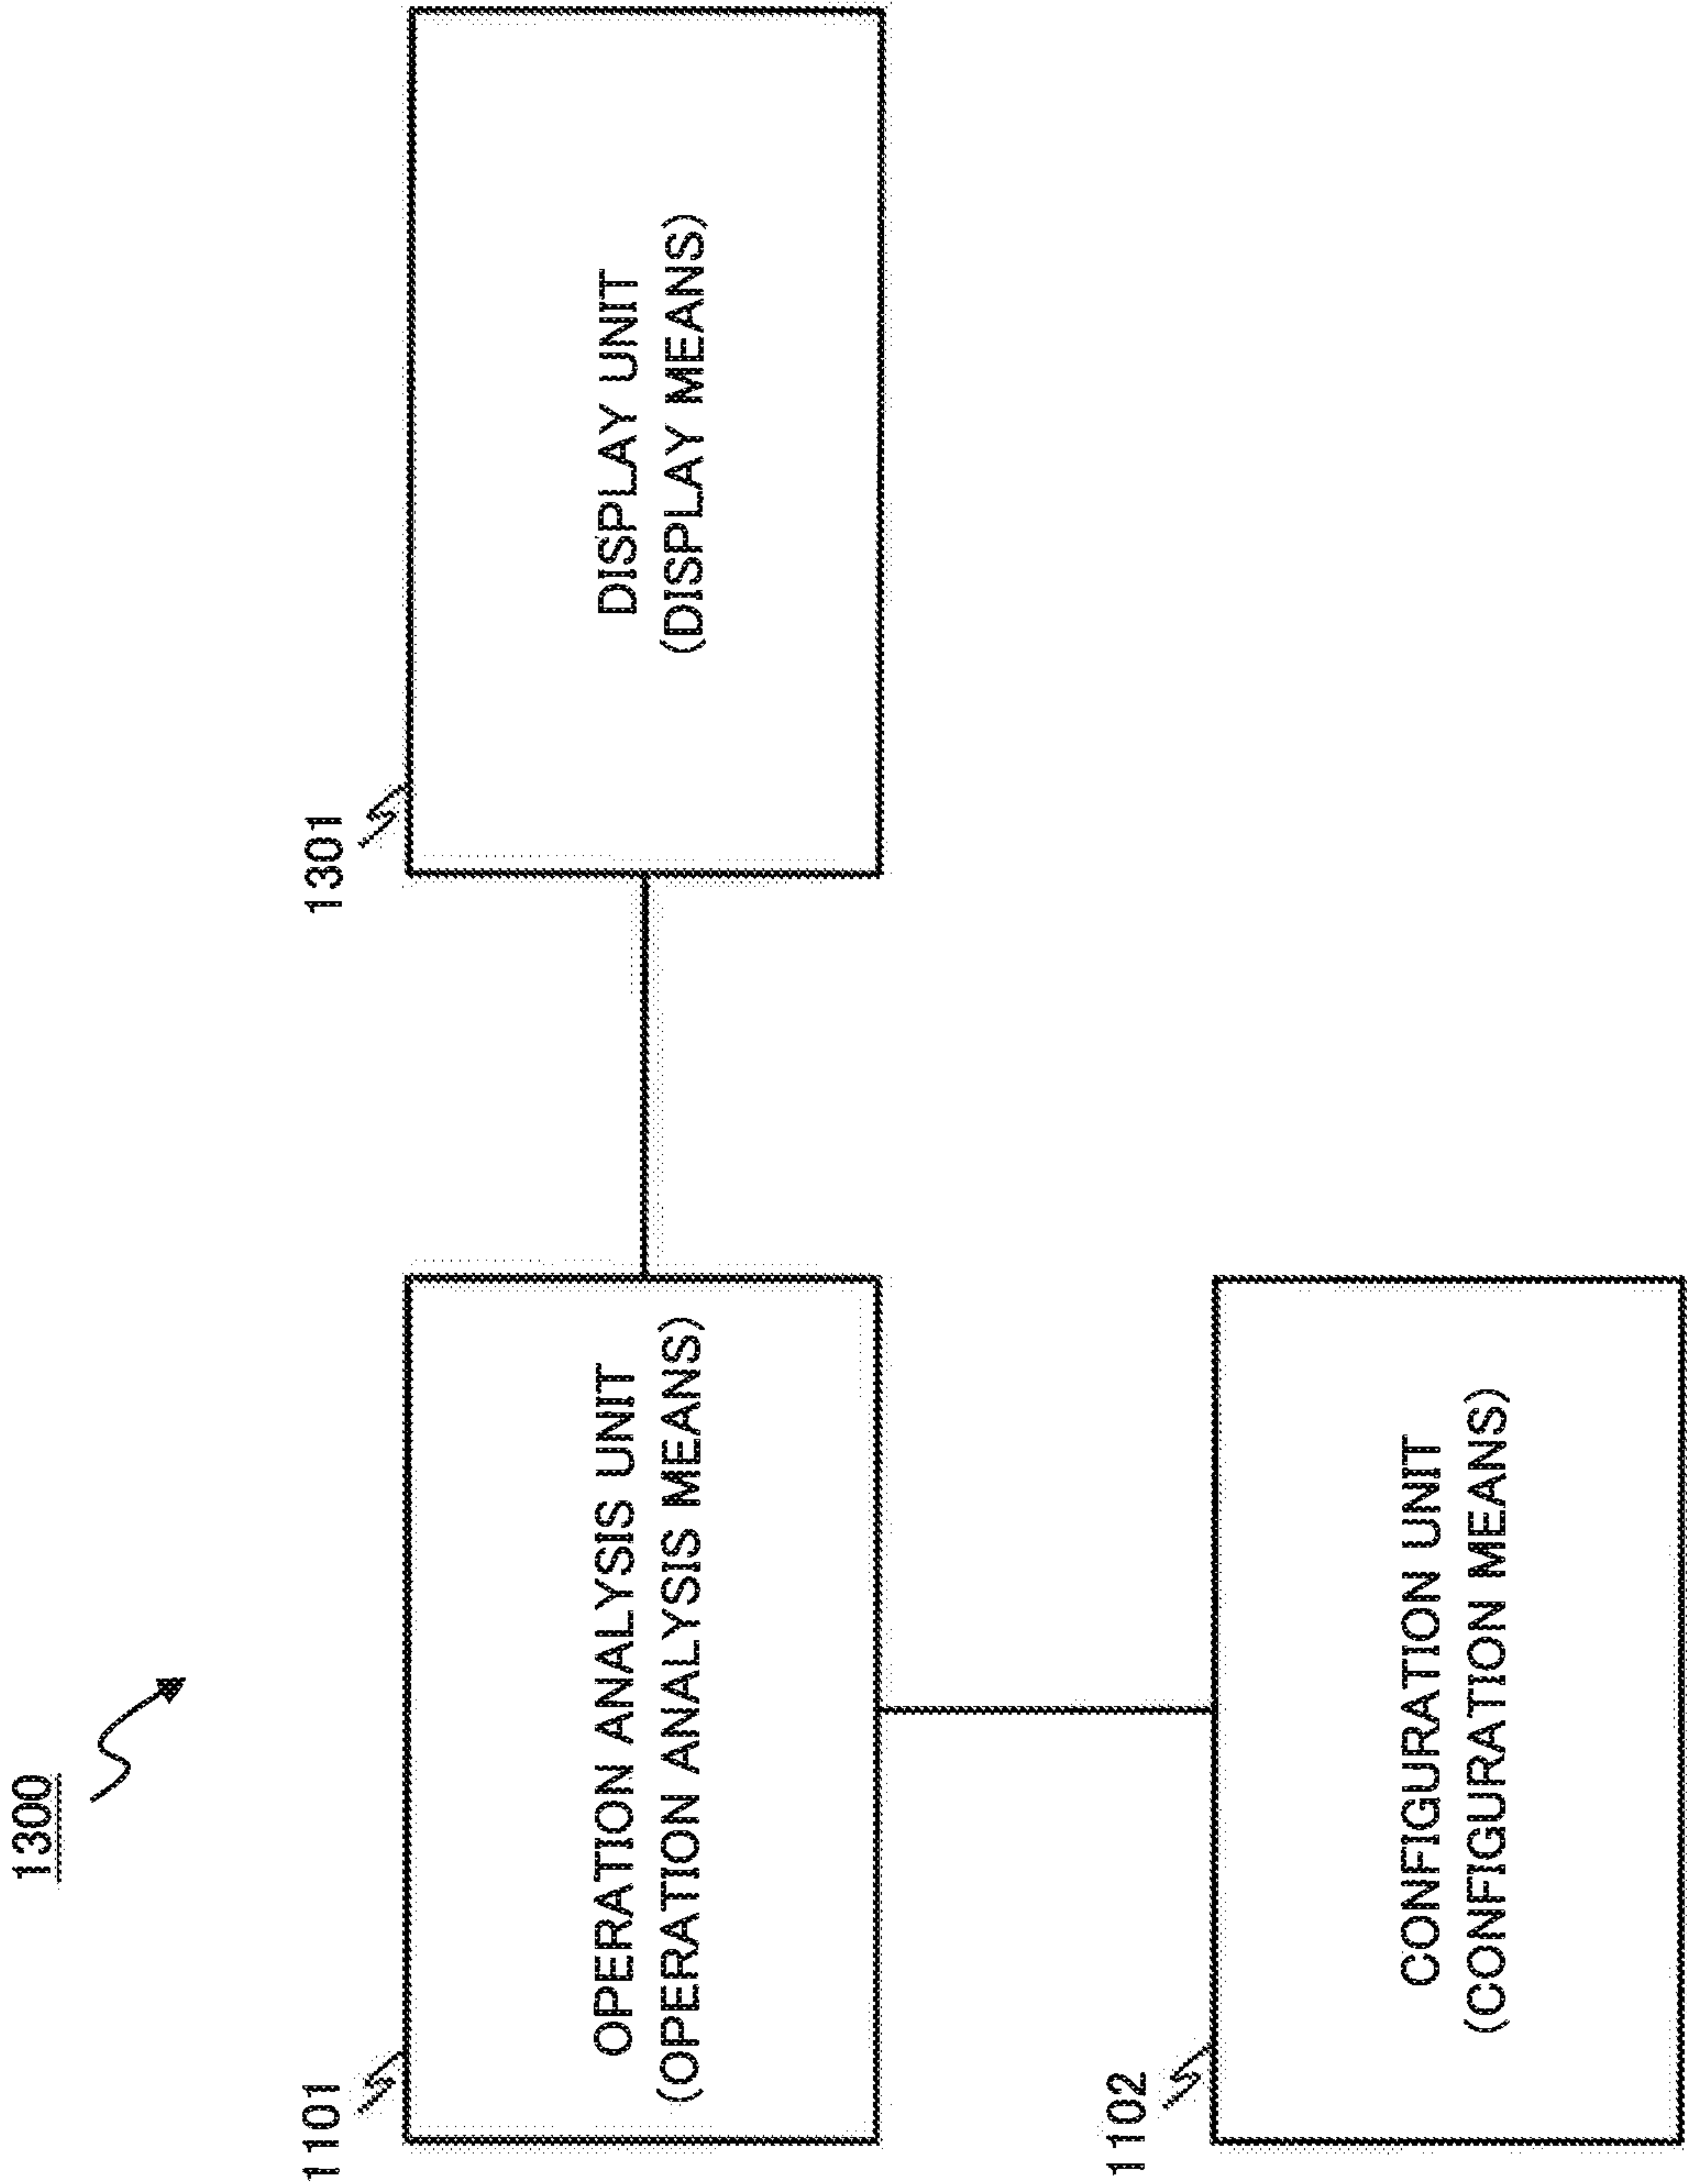 1300
1101
OPERATION ANALYSIS UNIT
(OPERATION ANALYSIS MEANS)
1301
DISPLAY UNIT
(DISPLAY MEANS)
1102
CONFIGURATION UNIT
(CONFIGURATION MEANS)